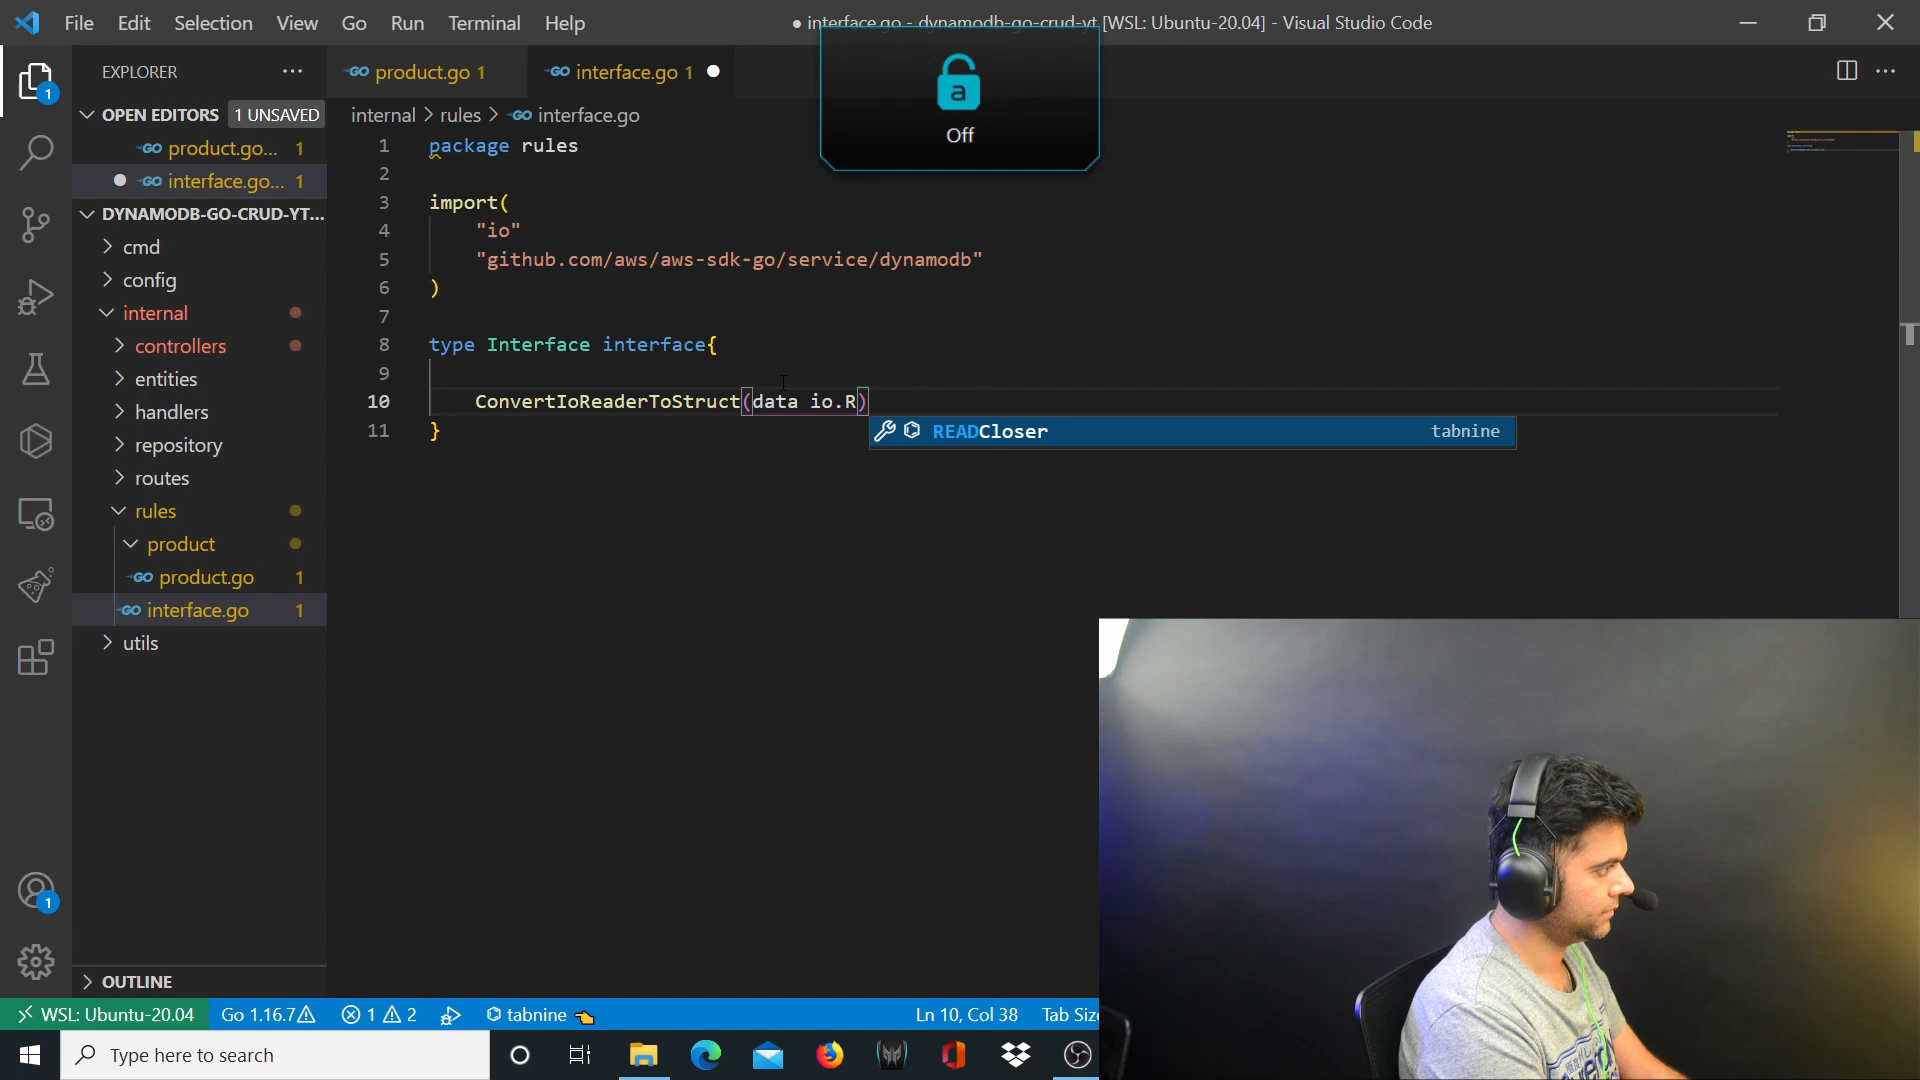 File Edit Selection View Go Run Terminal Help
● interface.go - dynamodb-go-crud-yt [WSL: Ubuntu-20.04] - Visual Studio Code
a
Off
EXPLORER
product.go 1
interface.go 1
OPEN EDITORS 1 UNSAVED
product.go... 1
interface.go... 1
DYNAMODB-GO-CRUD-YT...
cmd
config
internal
controllers
entities
handlers
repository
routes
rules
product
product.go 1
interface.go 1
utils
OUTLINE
1
1
internal > rules > interface.go
1 package rules
2
3 import(
4 "io"
5 "github.com/aws/aws-sdk-go/service/dynamodb"
6 )
7
8 type Interface interface{
9
10 ConvertIoReaderToStruct(data io.R)
READCloser tabnine
11 }
WSL: Ubuntu-20.04 Go 1.16.7 1 2 tabnine Ln 10, Col 38
Type here to search